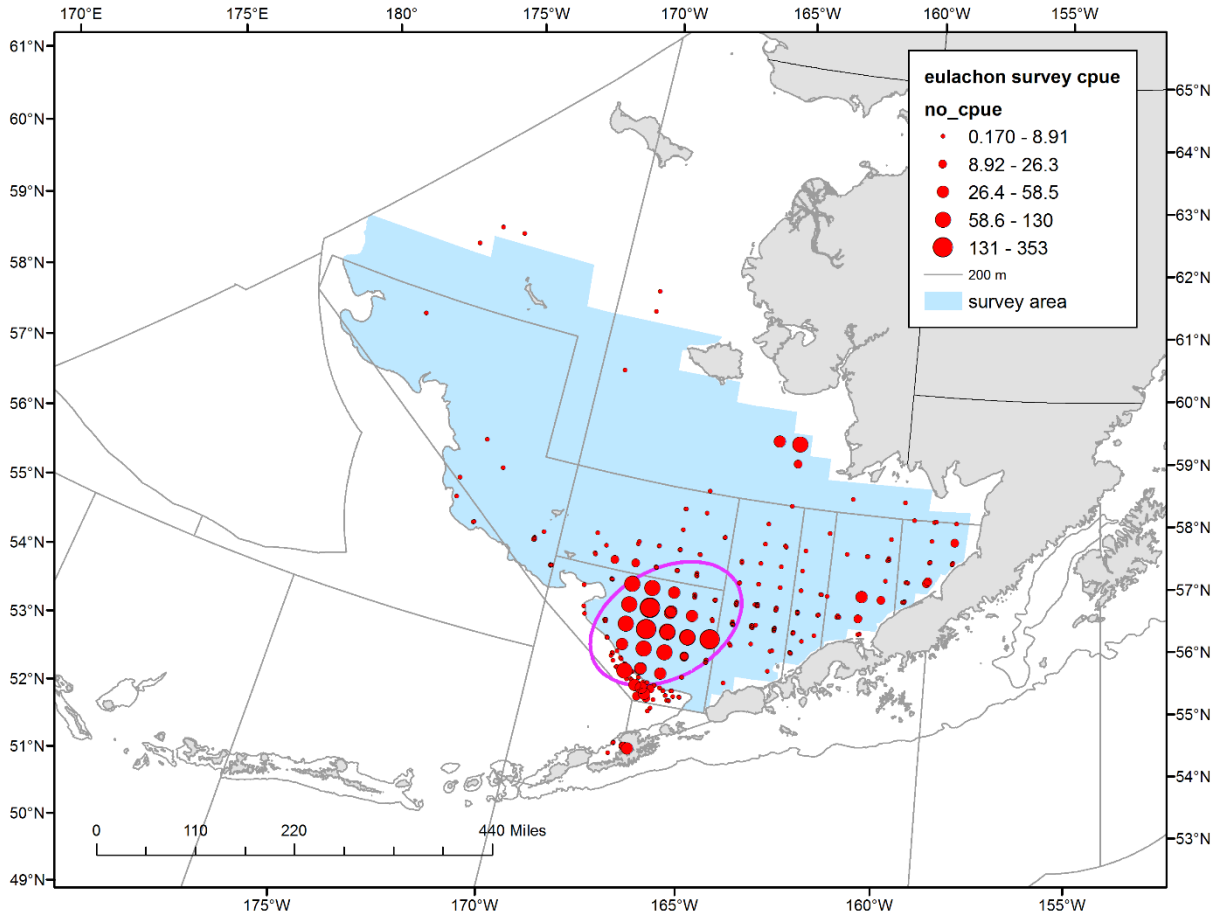 170°E 175°E 180° 175°W 170°W 165°W 160°W 155°W
61°N
60°N
59°N
58°N
57°N
56°N
55°N
54°N
53°N
52°N
51°N
50°N
49°N
eulachon survey cpue
no_cpue
0.170 - 8.91
8.92 - 26.3
26.4 - 58.5
58.6 - 130
131 - 353
200 m
survey area
65°N
64°N
63°N
62°N
61°N
60°N
59°N
58°N
57°N
56°N
55°N
54°N
53°N
0 110 220 440 Miles
175°W 170°W 165°W 160°W 155°W